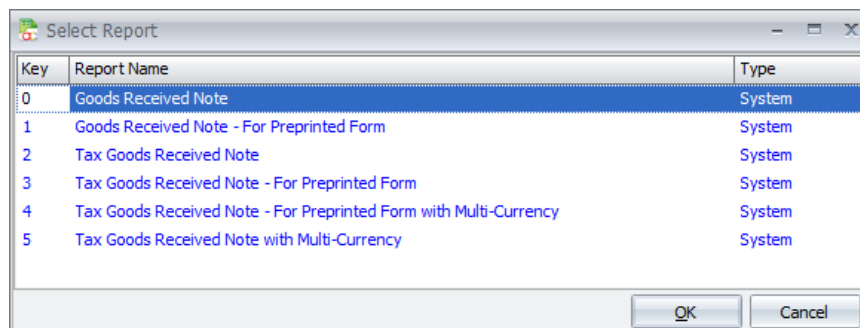 Select Report
Key Report Name Type
0 Goods Received Note System
1 Goods Received Note - For Preprinted Form System
2 Tax Goods Received Note System
3 Tax Goods Received Note - For Preprinted Form System
4 Tax Goods Received Note - For Preprinted Form with Multi-Currency System
5 Tax Goods Received Note with Multi-Currency System
OK Cancel